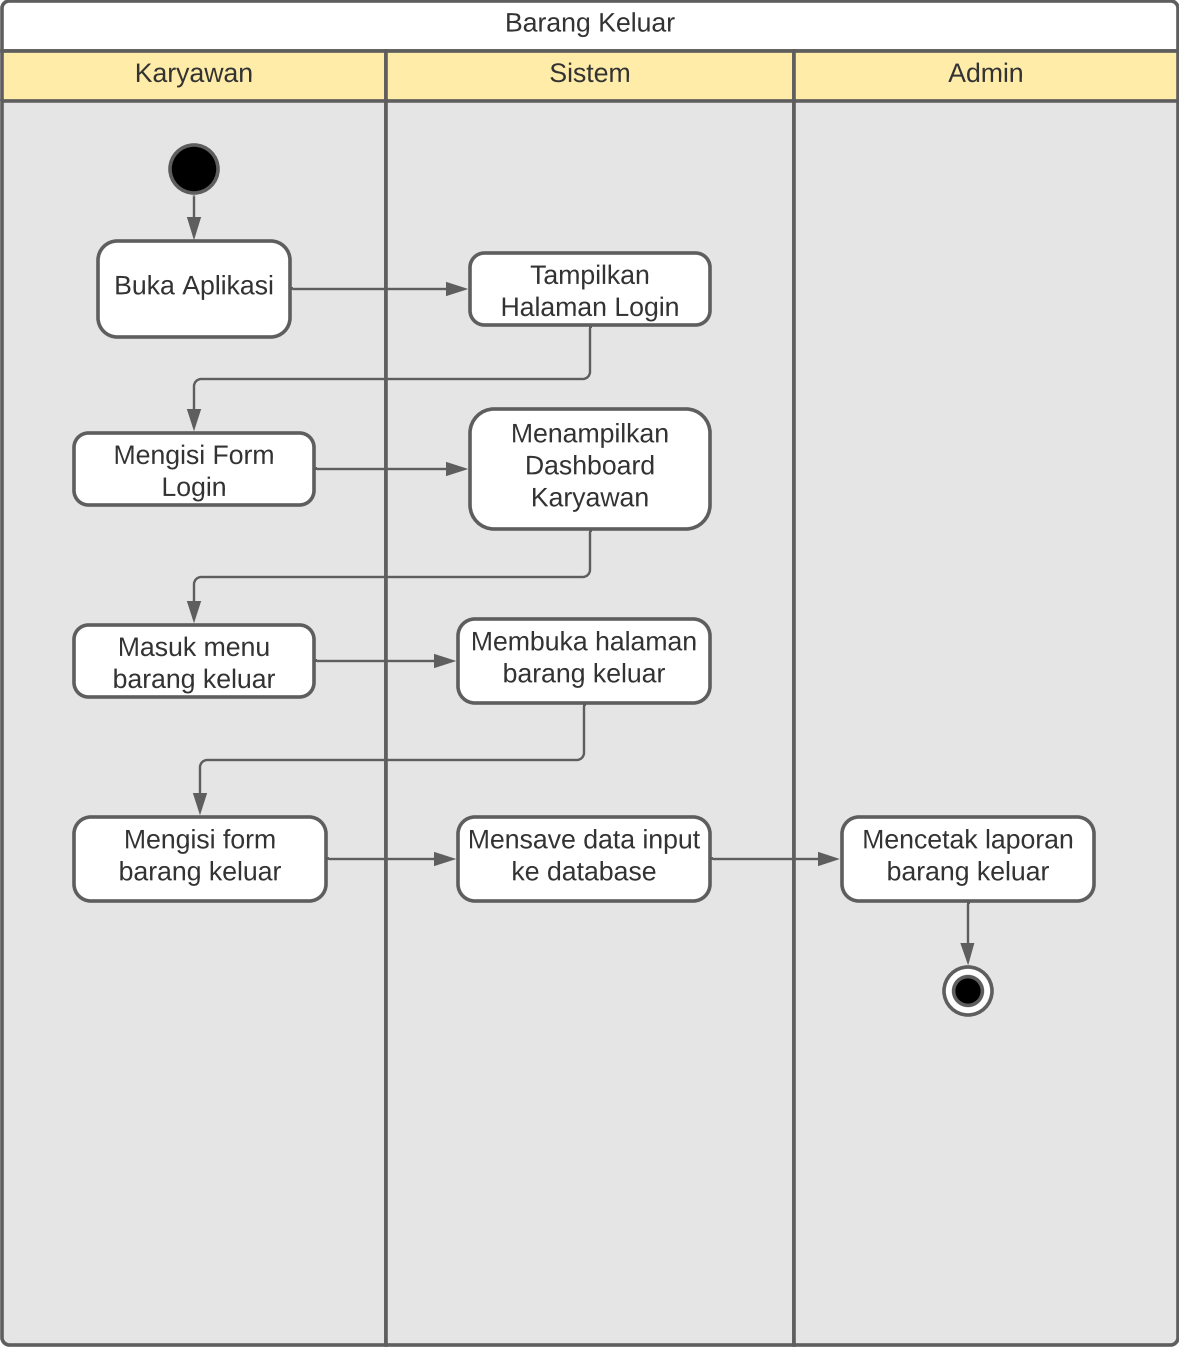 Barang Keluar
Karyawan
Sistem
Admin
Buka Aplikasi
Tampilkan
Halaman Login
Mengisi Form
Login
Menampilkan
Dashboard
Karyawan
Masuk menu
barang keluar
Membuka halaman
barang keluar
Mengisi form
barang keluar
Mensave data input
ke database
Mencetak laporan
barang keluar